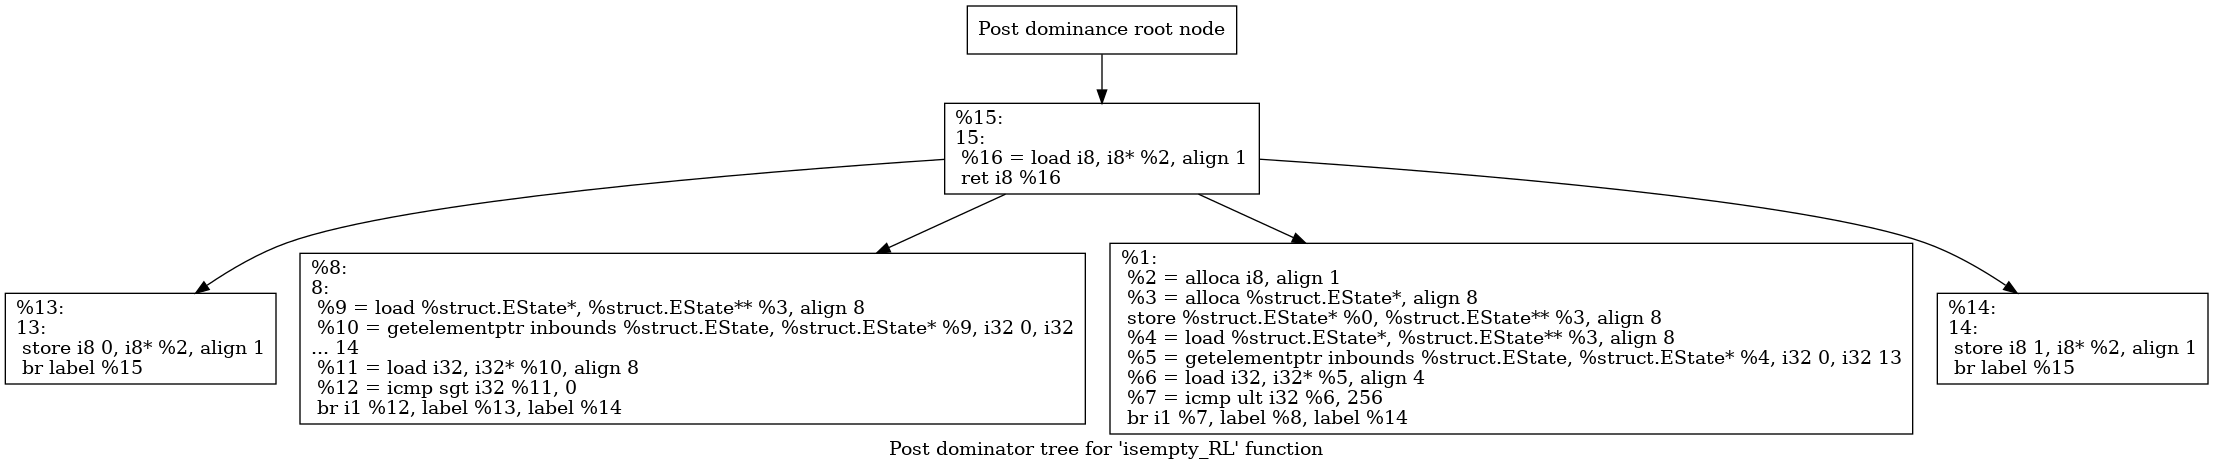 Post dominance root node
%15:
15:
%16 = load i8, i8* %2, align 1
ret i8 %16
%13:
13:
store i8 0, i8* %2, align 1
br label %15
%8:
8:
%9 = load %struct.EState*, %struct.EState** %3, align 8
%10 = getelementptr inbounds %struct.EState, %struct.EState* %9, i32 0, i32
... 14
%11 = load i32, i32* %10, align 8
%12 = icmp sgt i32 %11, 0
br i1 %12, label %13, label %14
%1:
%2 = alloca i8, align 1
%3 = alloca %struct.EState*, align 8
store %struct.EState* %0, %struct.EState** %3, align 8
%4 = load %struct.EState*, %struct.EState** %3, align 8
%5 = getelementptr inbounds %struct.EState, %struct.EState* %4, i32 0, i32 13
%6 = load i32, i32* %5, align 4
%7 = icmp ult i32 %6, 256
br i1 %7, label %8, label %14
%14:
14:
store i8 1, i8* %2, align 1
br label %15
Post dominator tree for 'isempty_RL' function